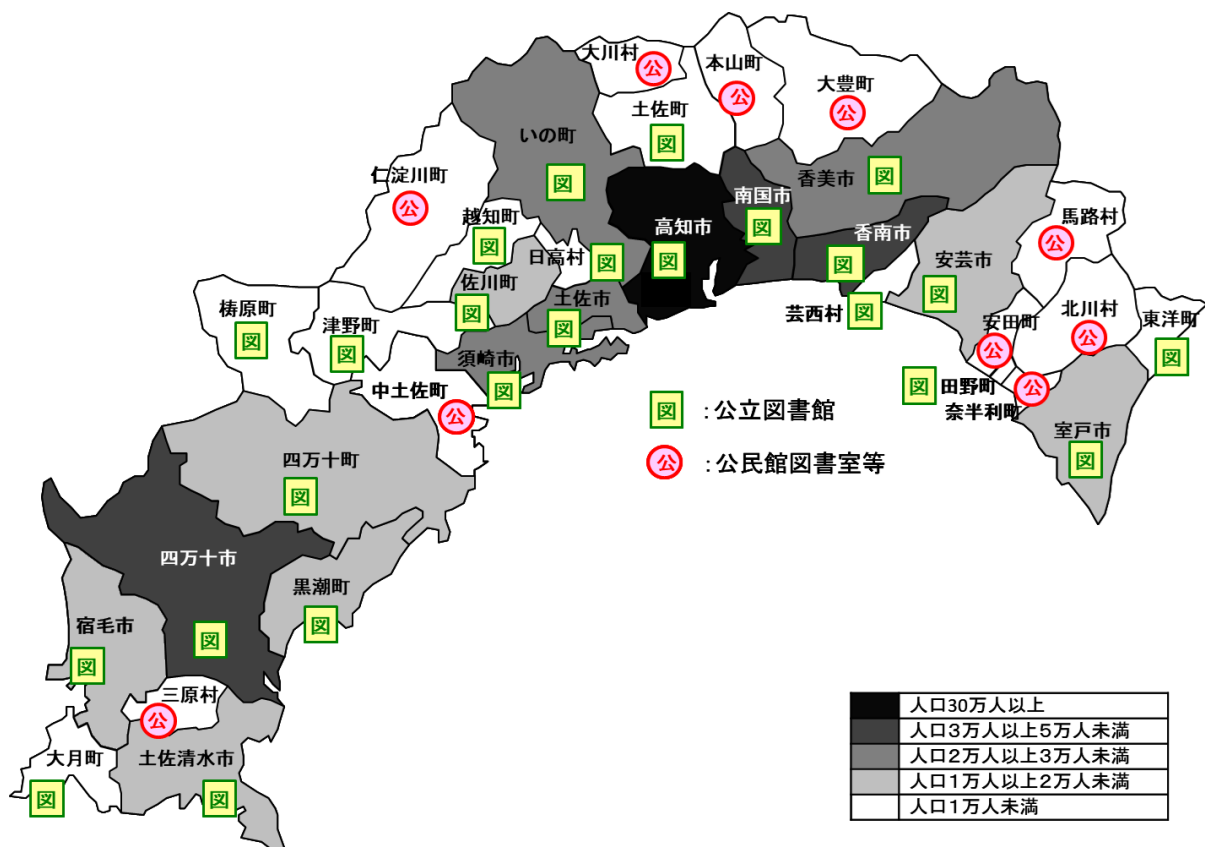 大川村
公
本山町
公
大豊町
公
土佐町
図
いの町
図
仁淀川町
公
香美市
図
南国市
図
高知市
図
越知町
図
日高村
図
香南市
図
馬路村
公
安芸市
図
佐川町
図
土佐市
図
芸西村
図
梼原町
図
津野町
図
須崎市
図
安田町
公
北川村
公
東洋町
図
中土佐町
公
図
田野町
奈半利町
公
室戸市
図
図 :公立図書館
公 :公民館図書室等
四万十町
図
四万十市
図
黒潮町
図
宿毛市
図
三原村
公
大月町
図
土佐清水市
図
人口30万人以上
人口3万人以上5万人未満
人口2万人以上3万人未満
人口1万人以上2万人未満
人口1万人未満